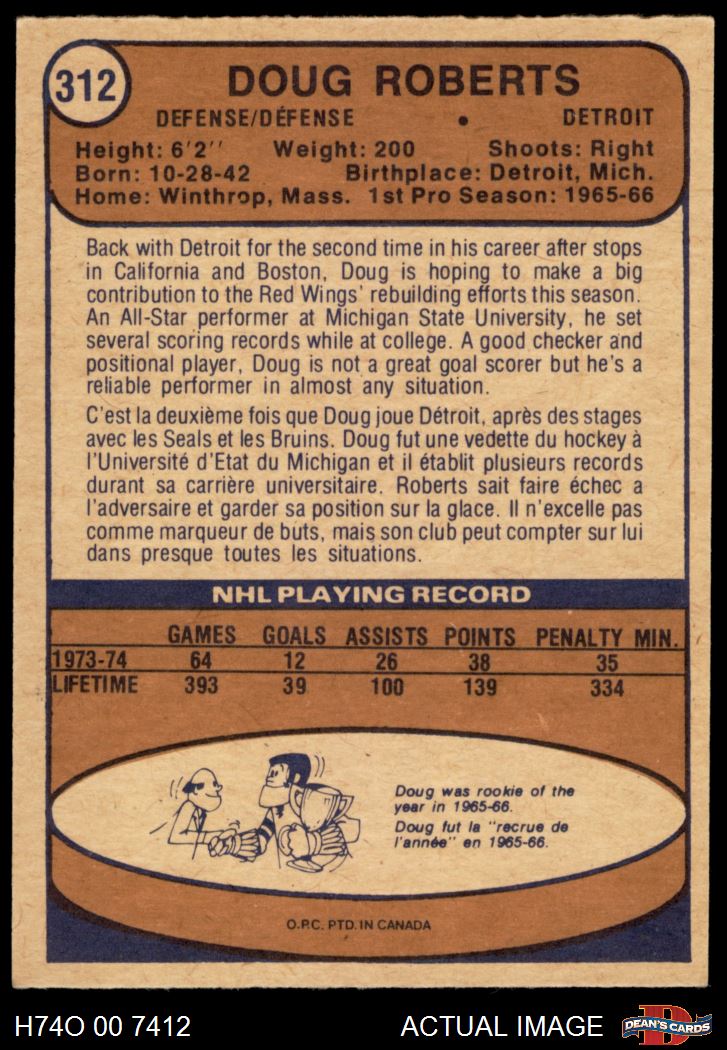 312
DOUG ROBERTS
DEFENSE/DÉFENSE • DETROIT
Height: 6'2'' Weight: 200 Shoots: Right
Born: 10-28-42 Birthplace: Detroit, Mich.
Home: Winthrop, Mass. 1st Pro Season: 1965-66
Back with Detroit for the second time in his career after stops
in California and Boston, Doug is hoping to make a big
contribution to the Red Wings' rebuilding efforts this season.
An All-Star performer at Michigan State University, he set
several scoring records while at college. A good checker and
positional player, Doug is not a great goal scorer but he's a
reliable performer in almost any situation.
C'est la deuxième fois que Doug joue Détroit, après des stages
avec les Seals et les Bruins. Doug fut une vedette du hockey à
l'Université d'Etat du Michigan et il établit plusieurs records
durant sa carrière universitaire. Roberts sait faire échec a
l'adversaire et garder sa position sur la glace. Il n'excelle pas
comme marqueur de buts, mais son club peut compter sur lui
dans presque toutes les situations.
NHL PLAYING RECORD
GAMES GOALS ASSISTS POINTS PENALTY MIN.
1973-74 64 12 26 38 35
LIFETIME 393 39 100 139 334
Doug was rookie of the
year in 1965-66.
Doug fut la "recrue de
l'année" en 1965-66.
O.P.C. PTD. IN CANADA
H74O 00 7412 ACTUAL IMAGE
D
DEAN'S CARDS